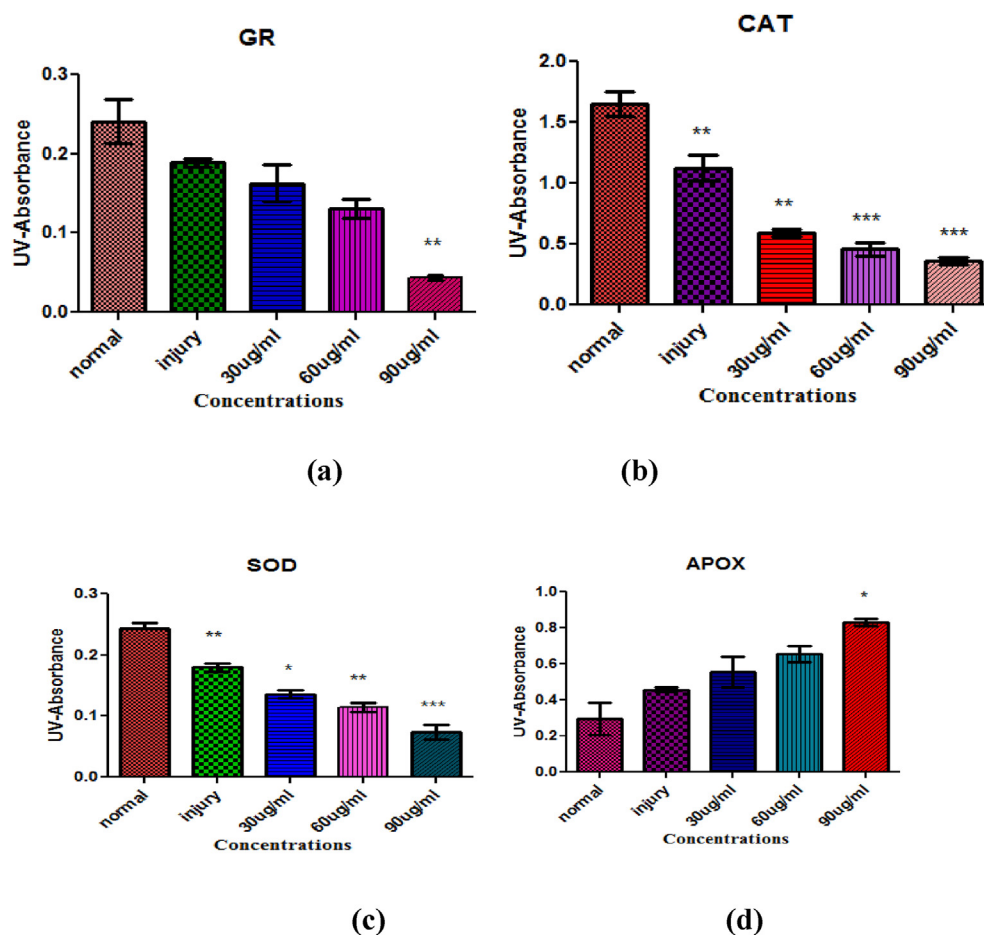 GR
UV-Absorbance
0.3
0.2
0.1
0.0
**
normal
injury
30ug/ml
60ug/ml
90ug/ml
Concentrations
(a)
CAT
UV-Absorbance
2.0
1.5
1.0
0.5
0.0
**
**
***
***
normal
injury
30ug/ml
60ug/ml
90ug/ml
Concentrations
(b)
SOD
UV-Absorbance
0.3
0.2
0.1
0.0
**
*
**
***
normal
injury
30ug/ml
60ug/ml
90ug/ml
Concentrations
(c)
APOX
UV-Absorbance
1.0
0.8
0.6
0.4
0.2
0.0
*
normal
injury
30ug/ml
60ug/ml
90ug/ml
Concentrations
(d)